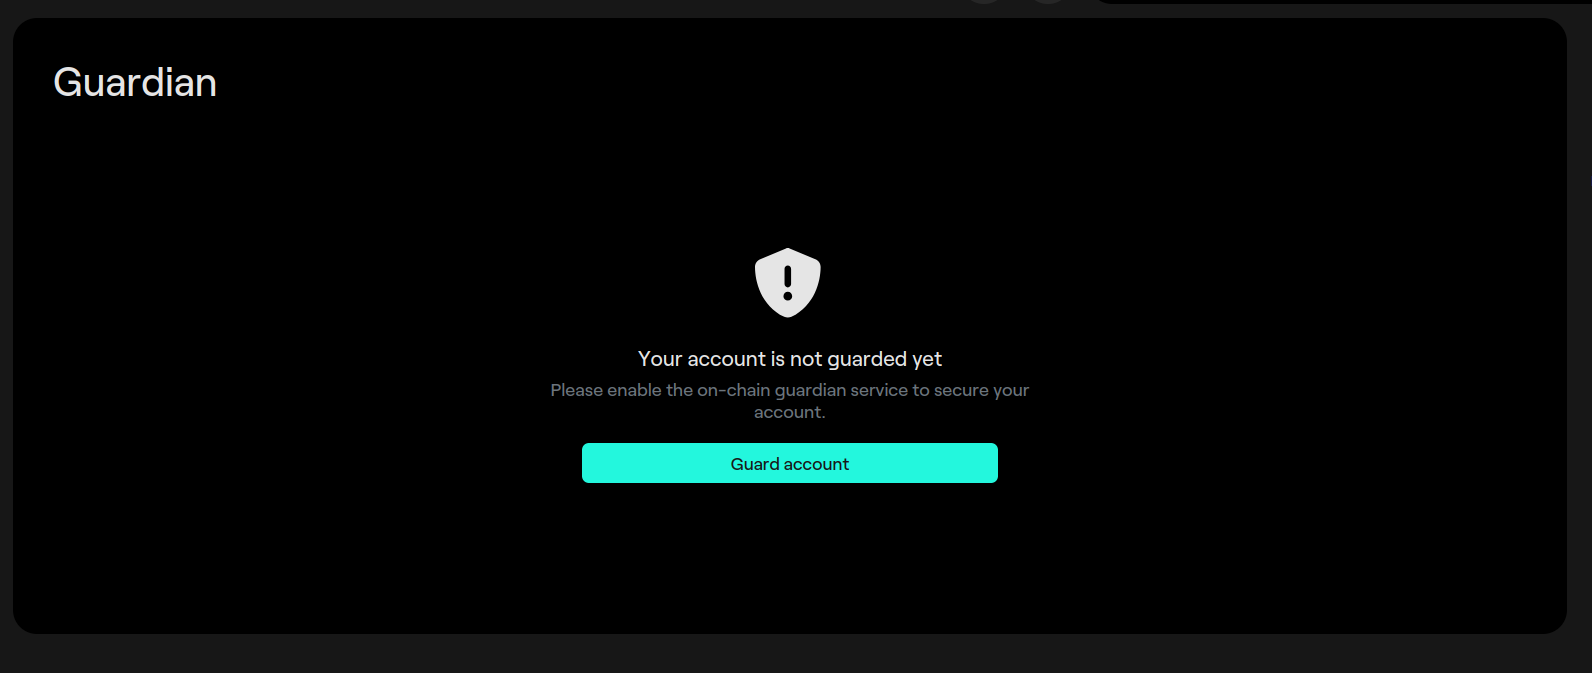 Guardian
Your account is not guarded yet
Please enable the on-chain guardian service to secure your
account.
Guard account